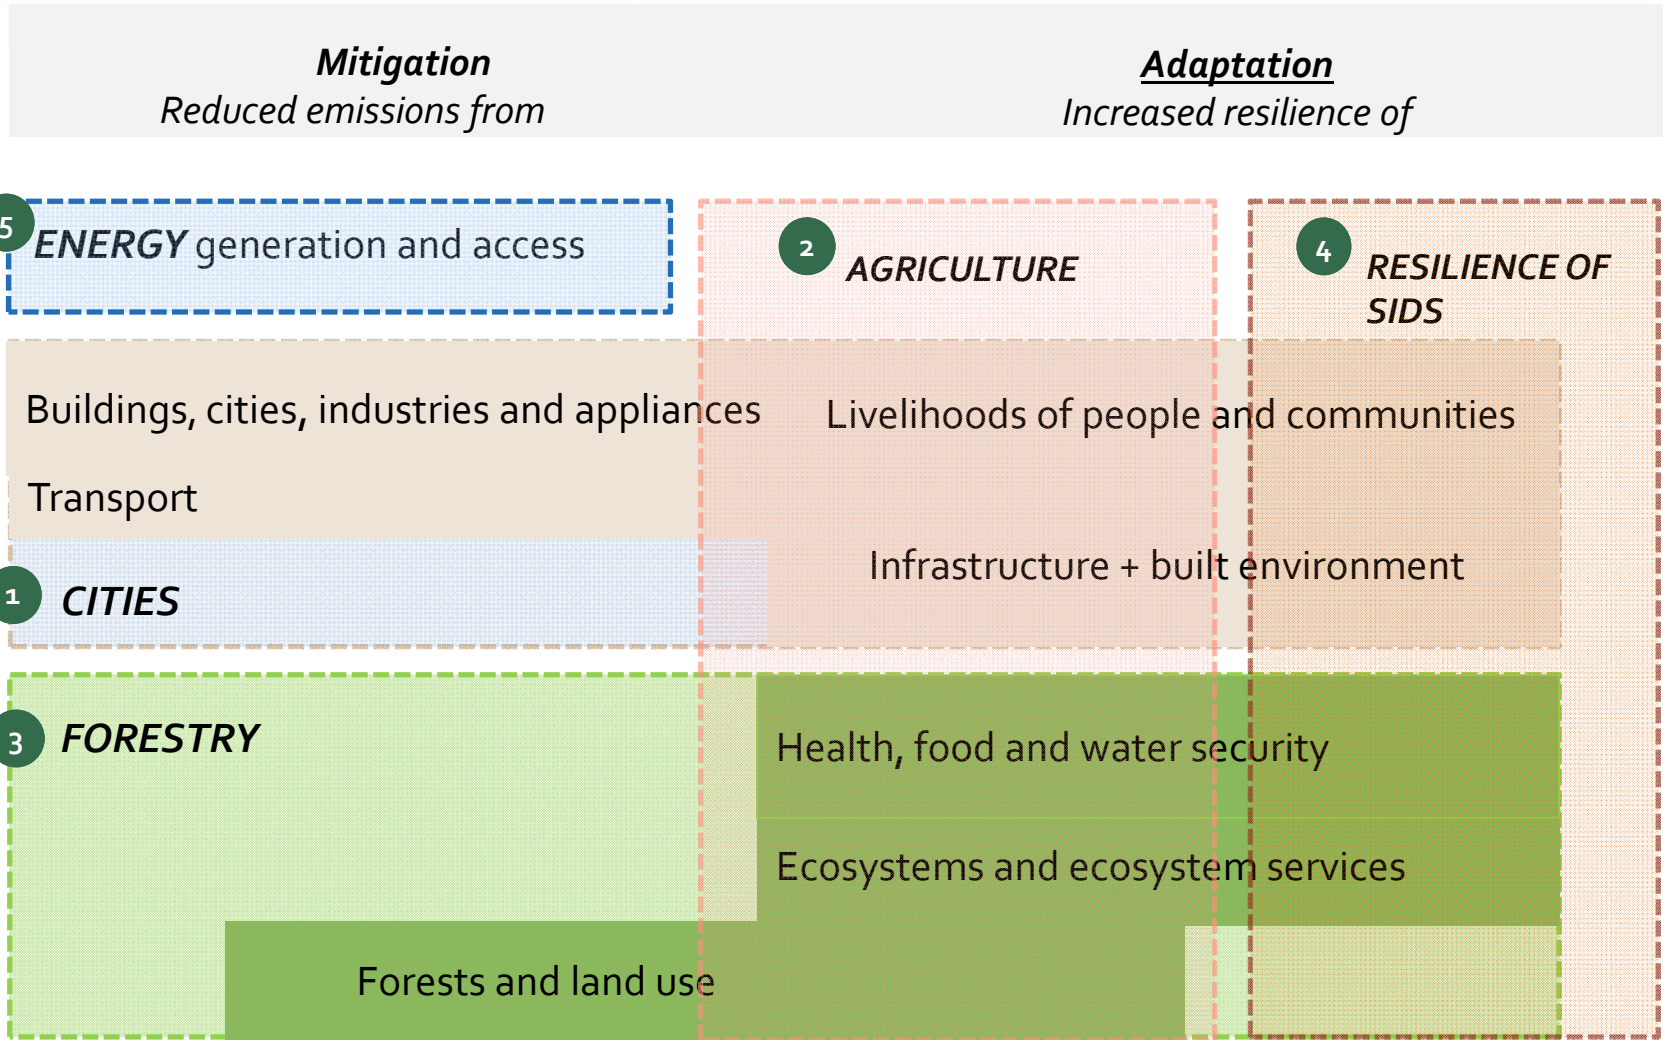 Mitigation
Reduced emissions from
Adaptation
Increased resilience of
5
ENERGY generation and access
2
AGRICULTURE
4
RESILIENCE OF
SIDS
Buildings, cities, industries and appliances
Livelihoods of people and communities
Transport
Infrastructure + built environment
1
CITIES
3
FORESTRY
Health, food and water security
Ecosystems and ecosystem services
Forests and land use